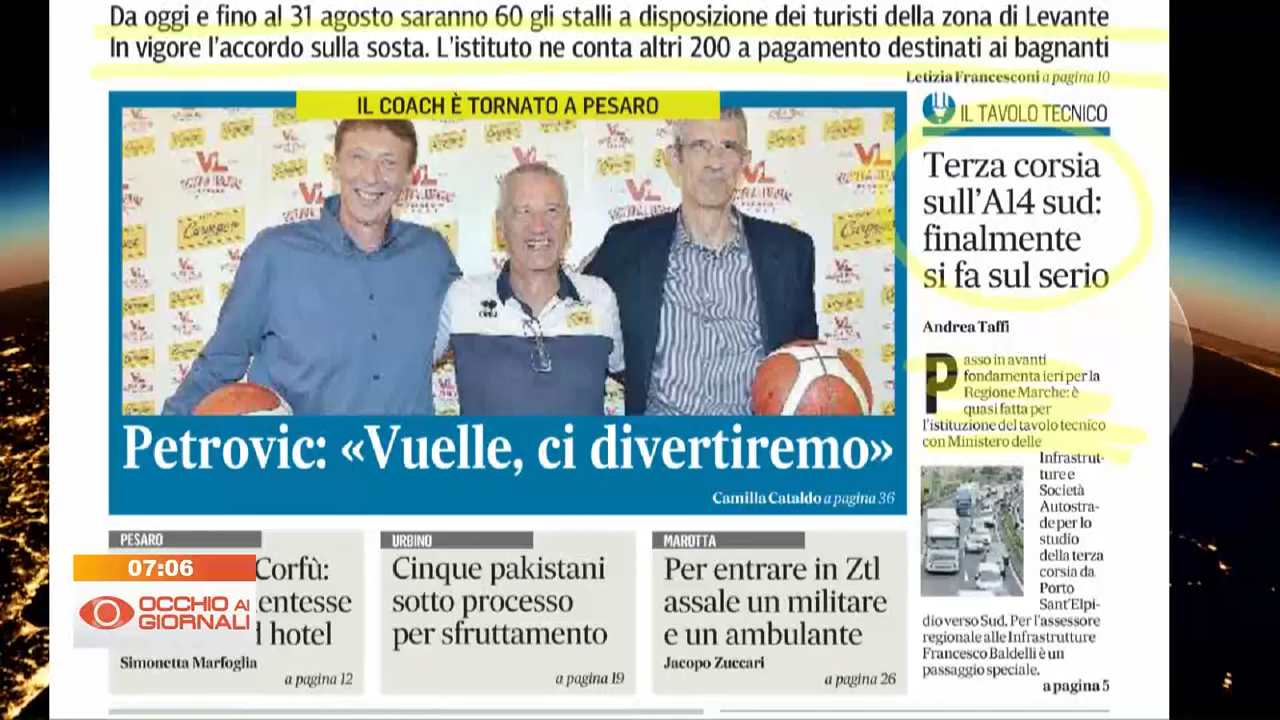 Da oggi e fino al 31 agosto saranno 60 gli stalli a disposizione dei turisti della zona di Levante
In vigore l'accordo sulla sosta. L'istituto ne conta altri 200 a pagamento destinati ai bagnanti
Letizia Francesconi a pagina 10
IL COACH È TORNATO A PESARO
Petrovic: «Vuelle, ci divertiremo»
Camilla Cataldo a pagina 36
IL TAVOLO TECNICO
Terza corsia
sull'A14 sud:
finalmente
si fa sul serio
Andrea Taffi
Passo in avanti
fondamenta ieri per la
Regione Marche: è
quasi fatta per
l'istituzione del tavolo tecnico
con Ministero delle
Infrastrut-
ture e
Società
Autostra-
de per lo
studio
della terza
corsia da
Porto
Sant'Elpi-
dio verso Sud. Per l'assessore
regionale alle Infrastrutture
Francesco Baldelli è un
passaggio speciale.
a pagina 5
PESARO
Corfù:
entesse
hotel
Simonetta Marfoglia
a pagina 12
URBINO
Cinque pakistani
sotto processo
per sfruttamento
a pagina 19
MAROTTA
Per entrare in Ztl
assale un militare
e un ambulante
Jacopo Zuccari
a pagina 26
07:06
OCCHIO AI
GIORNALI